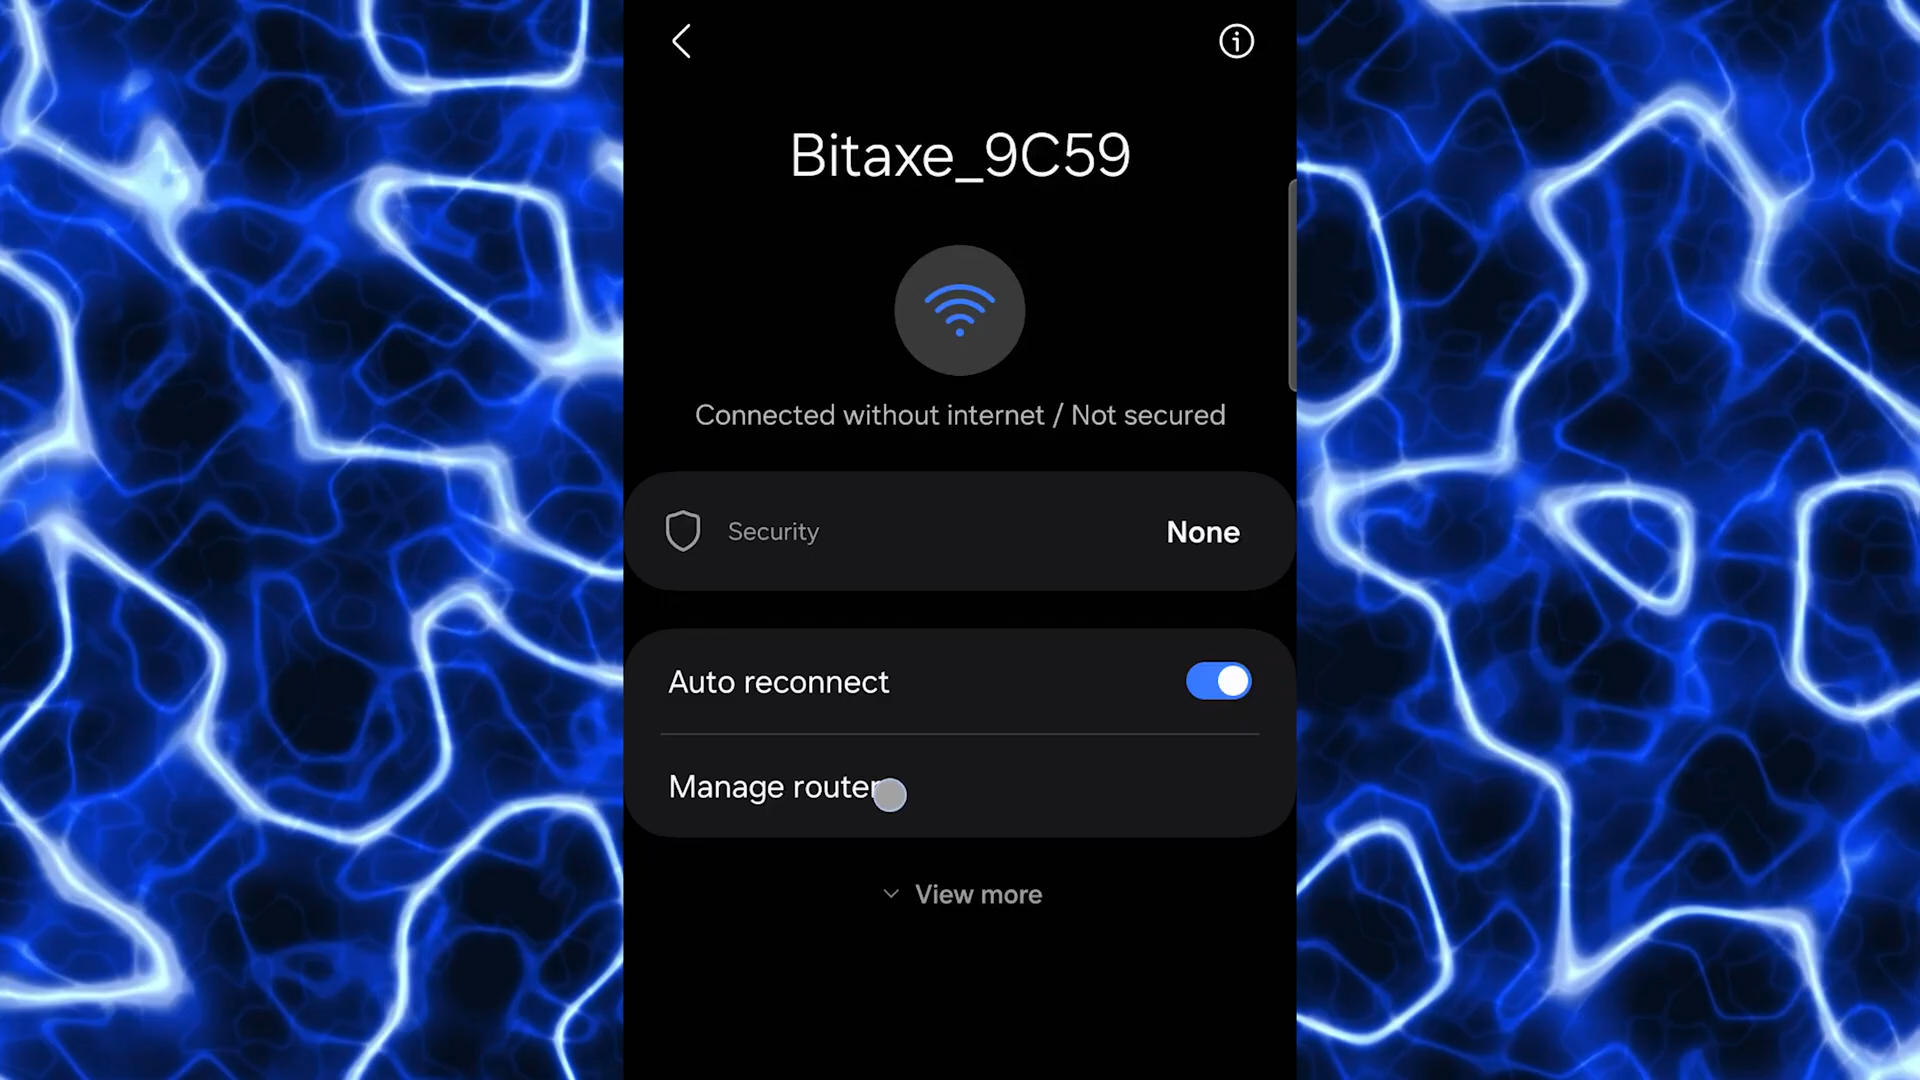 Bitaxe_9C59
Connected without internet / Not secured
Security
None
Auto reconnect
Manage router
View more